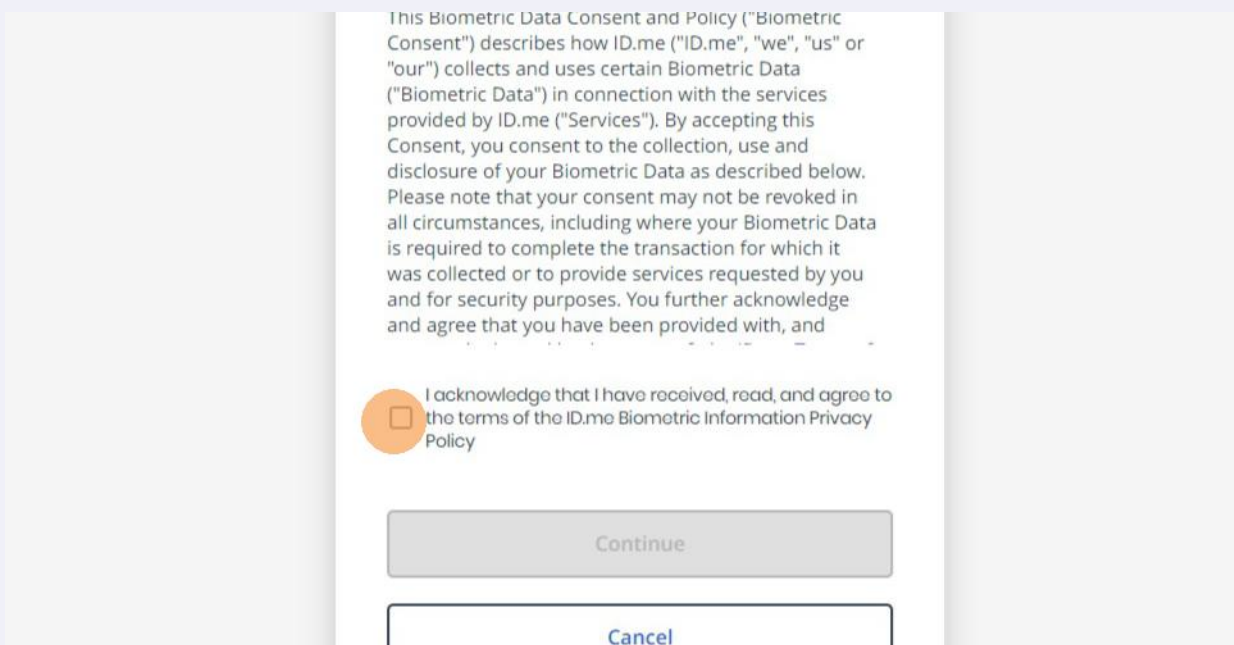 This Biometric Data Consent and Policy ("Biometric
Consent") describes how ID.me ("ID.me", "we", "us" or
"our") collects and uses certain Biometric Data
("Biometric Data") in connection with the services
provided by ID.me ("Services"). By accepting this
Consent, you consent to the collection, use and
disclosure of your Biometric Data as described below.
Please note that your consent may not be revoked in
all circumstances, including where your Biometric Data
is required to complete the transaction for which it
was collected or to provide services requested by you
and for security purposes. You further acknowledge
and agree that you have been provided with, and
I acknowledge that I have received, read, and agree to
the terms of the ID.me Biometric Information Privacy
Policy
Continue
Cancel